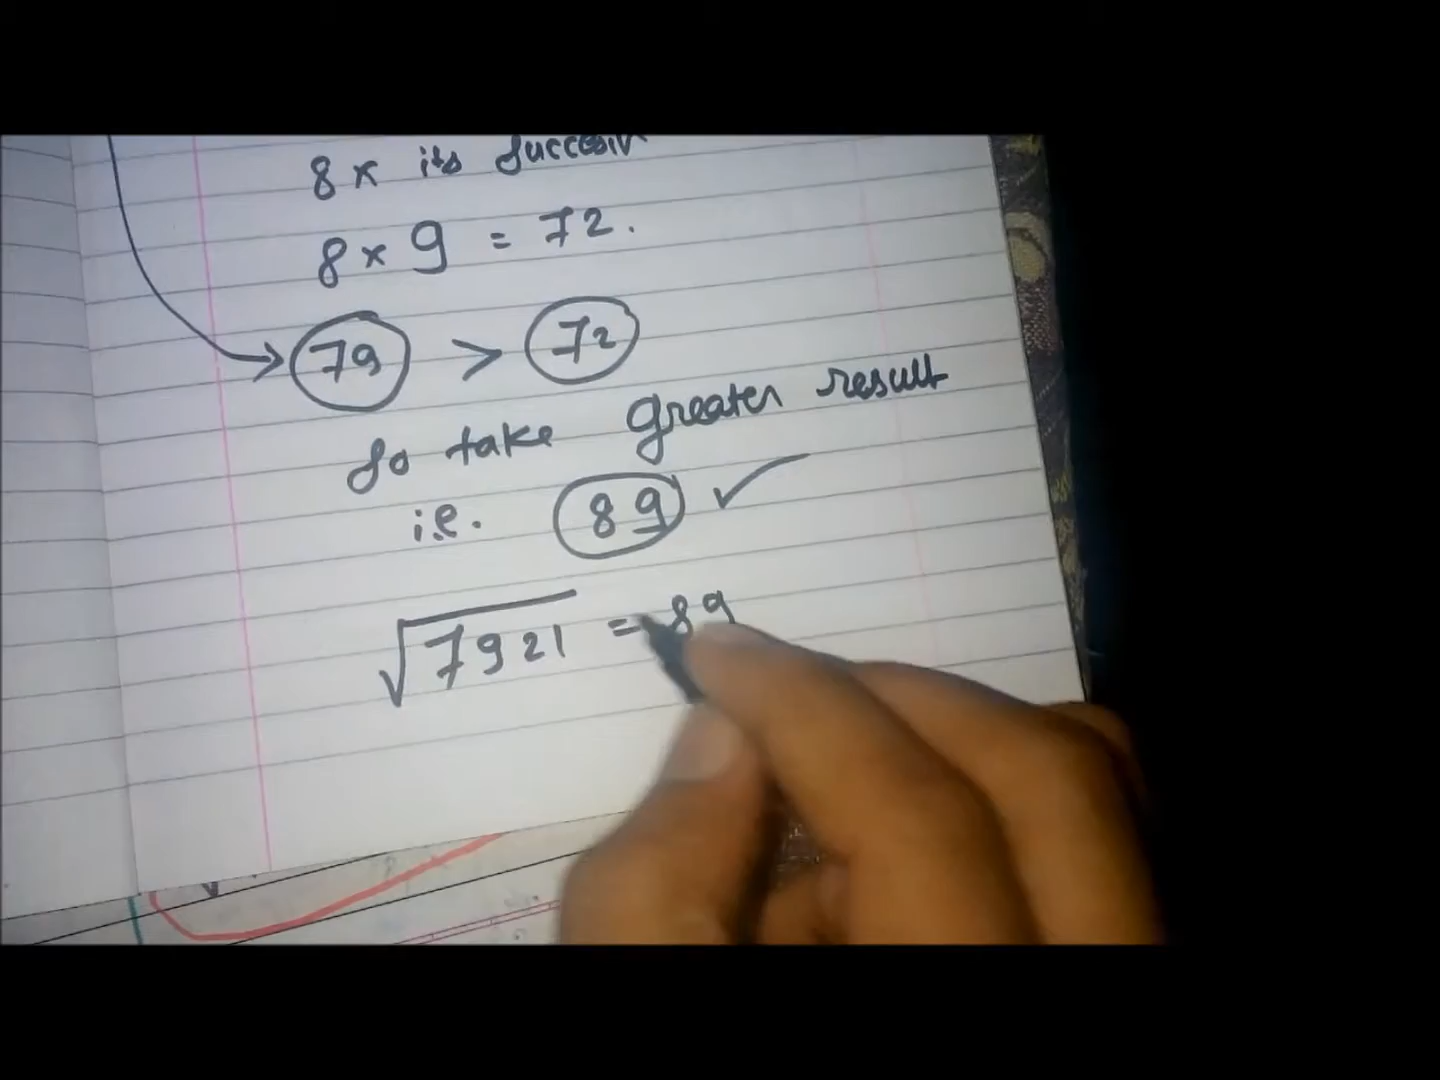 8 x its
8 x 9 = 72.
79 > 72
So take greater result
i.e. 89 ✓
√7921 = 89